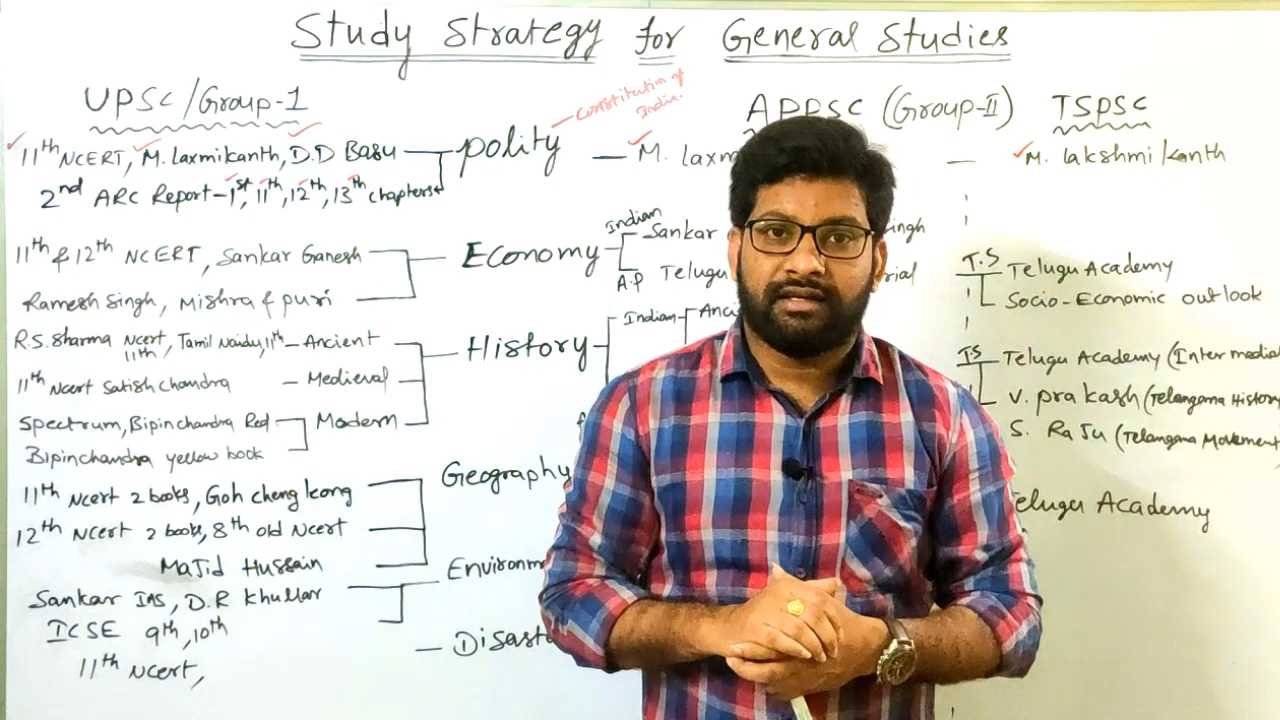 Study Strategy for General Studies
UPSC/Group-1
11th NCERT, M. Laxmikanth, D.D Basu
2nd ARC Report - 1st, 11th, 12th, 13th chapters
polity
constitution of
India.
APPSC (Group-II)
M. laxm
TSPSC
M. lakshmi kanth
11th & 12th NCERT, Sankar Ganesh
Ramesh Singh, Mishra & puri
Economy
Indian
Sankar
ingh
A.P Telugu
ial
T.S Telugu Academy
Socio-Economic outlook
R.S. Sharma Ncert 11th, Tamil Naidu, 11th - Ancient
11th Ncert Satish chandra - Medieval
Spectrum, Bipinchandra Red
Bipinchandra yellow book
Modern
History
Indian
Anci
T.S Telugu Academy (Intermedia
V. prakash (Telangana History
S. Raju (Telangana Movement
11th Ncert 2 books, Goh cheng leong
12th Ncert 2 books, 8th old Ncert
Majid Hussain
Geography
Telugu Academy
Sankar IAS, D.R Khullar
ICSE 9th, 10th
11th Ncert,
Environm
Disast